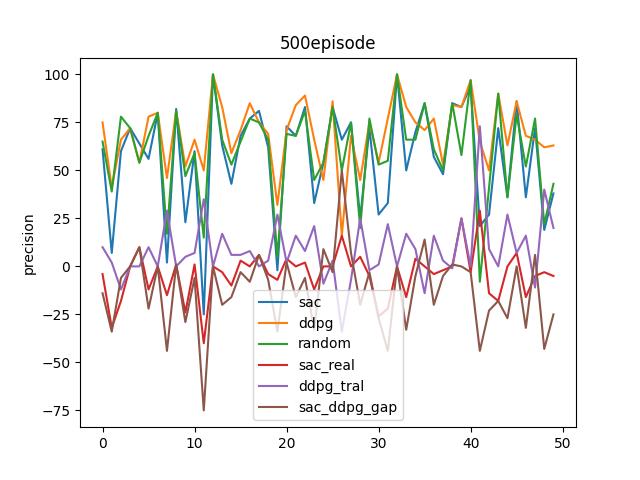 500episode
precision
100
75
50
25
0
−25
−50
−75
0
10
20
30
40
50
sac
ddpg
random
sac_real
ddpg_tral
sac_ddpg_gap